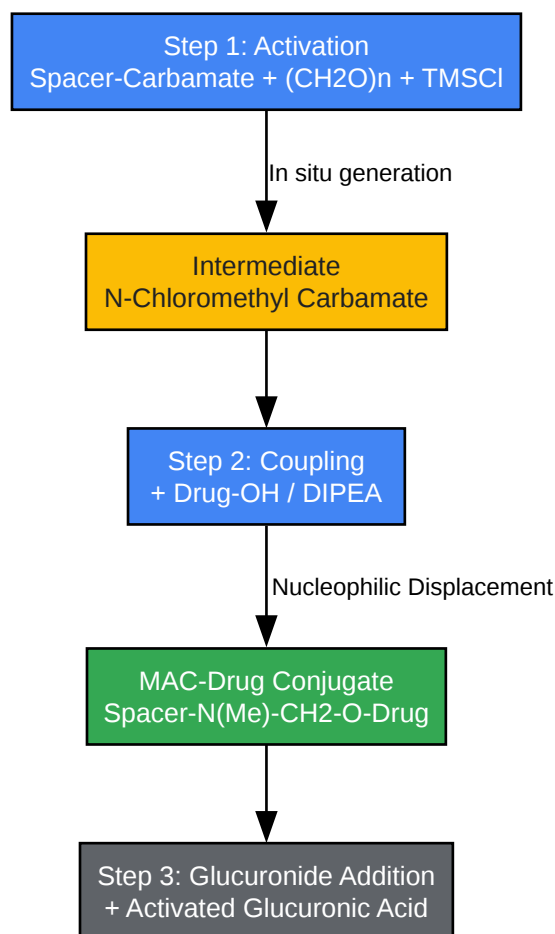 Step 1: Activation
Spacer-Carbamate + (CH2O)n + TMSCl
In situ generation
Intermediate
N-Chloromethyl Carbamate
Step 2: Coupling
+ Drug-OH / DIPEA
Nucleophilic Displacement
MAC-Drug Conjugate
Spacer-N(Me)-CH2-O-Drug
Step 3: Glucuronide Addition
+ Activated Glucuronic Acid